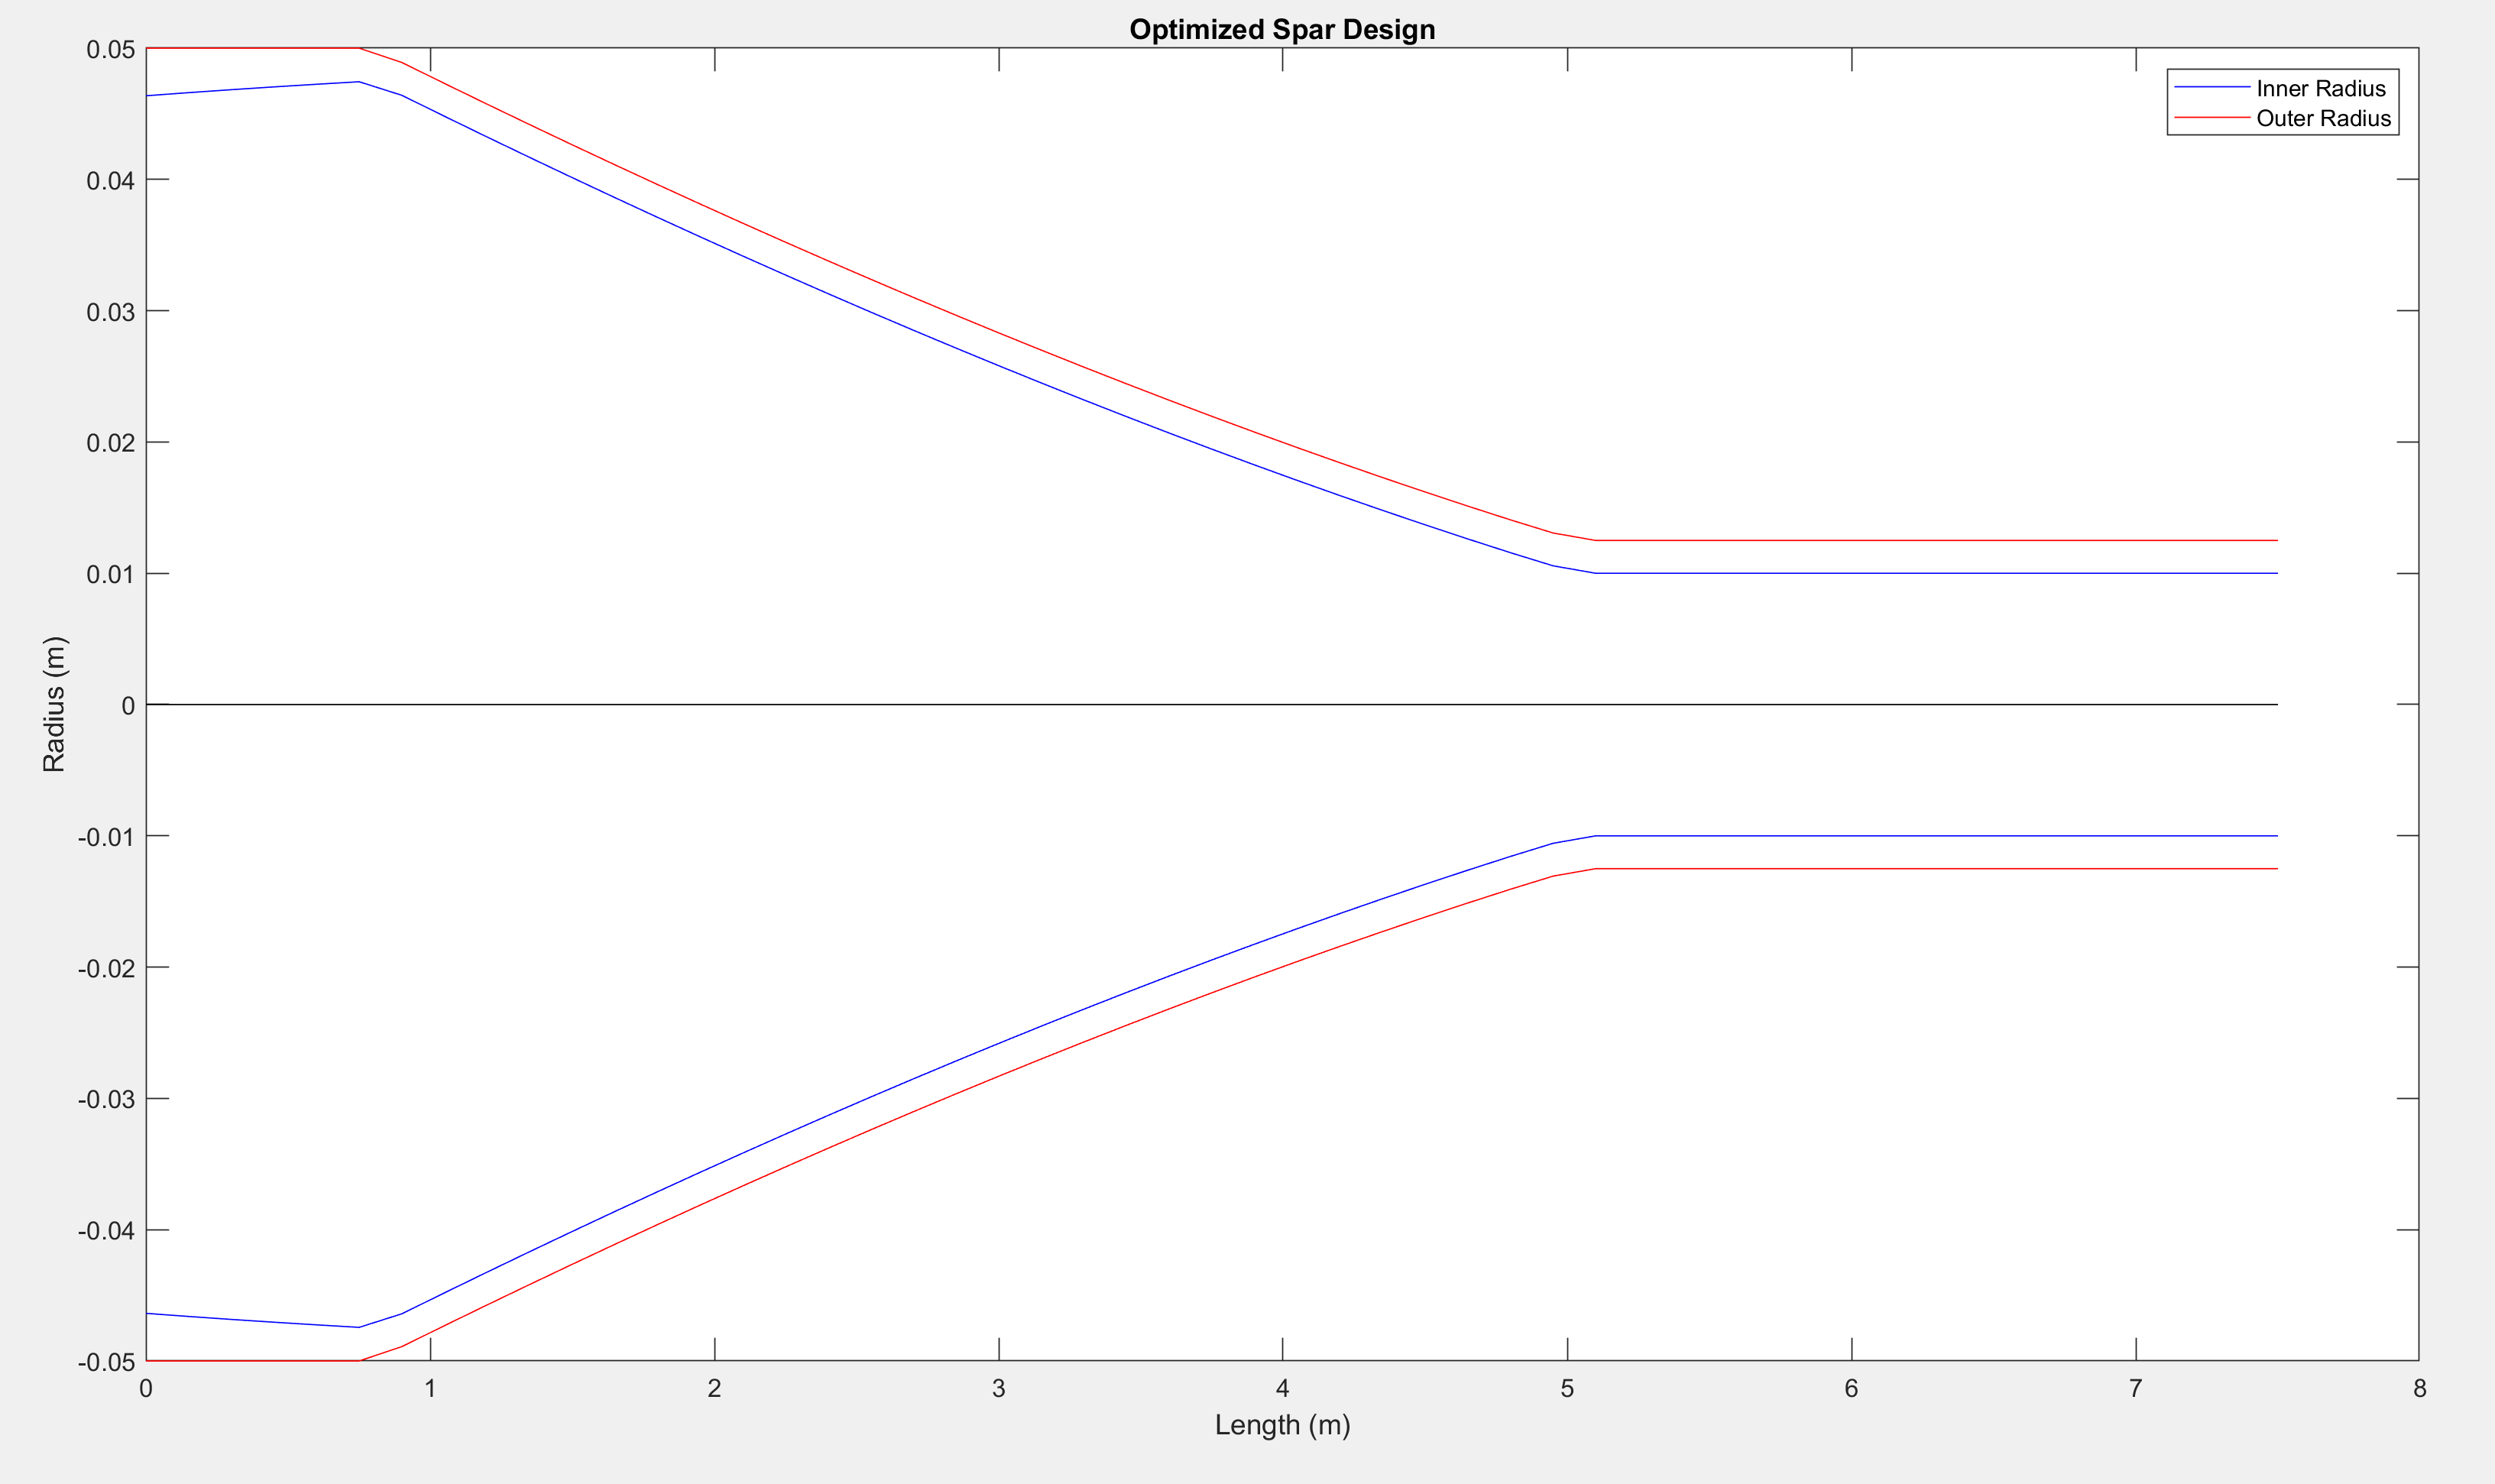 Optimized Spar Design
Inner Radius
Outer Radius
0.05
0.04
0.03
0.02
0.01
0
-0.01
-0.02
-0.03
-0.04
-0.05
Radius (m)
0 1 2 3 4 5 6 7 8
Length (m)